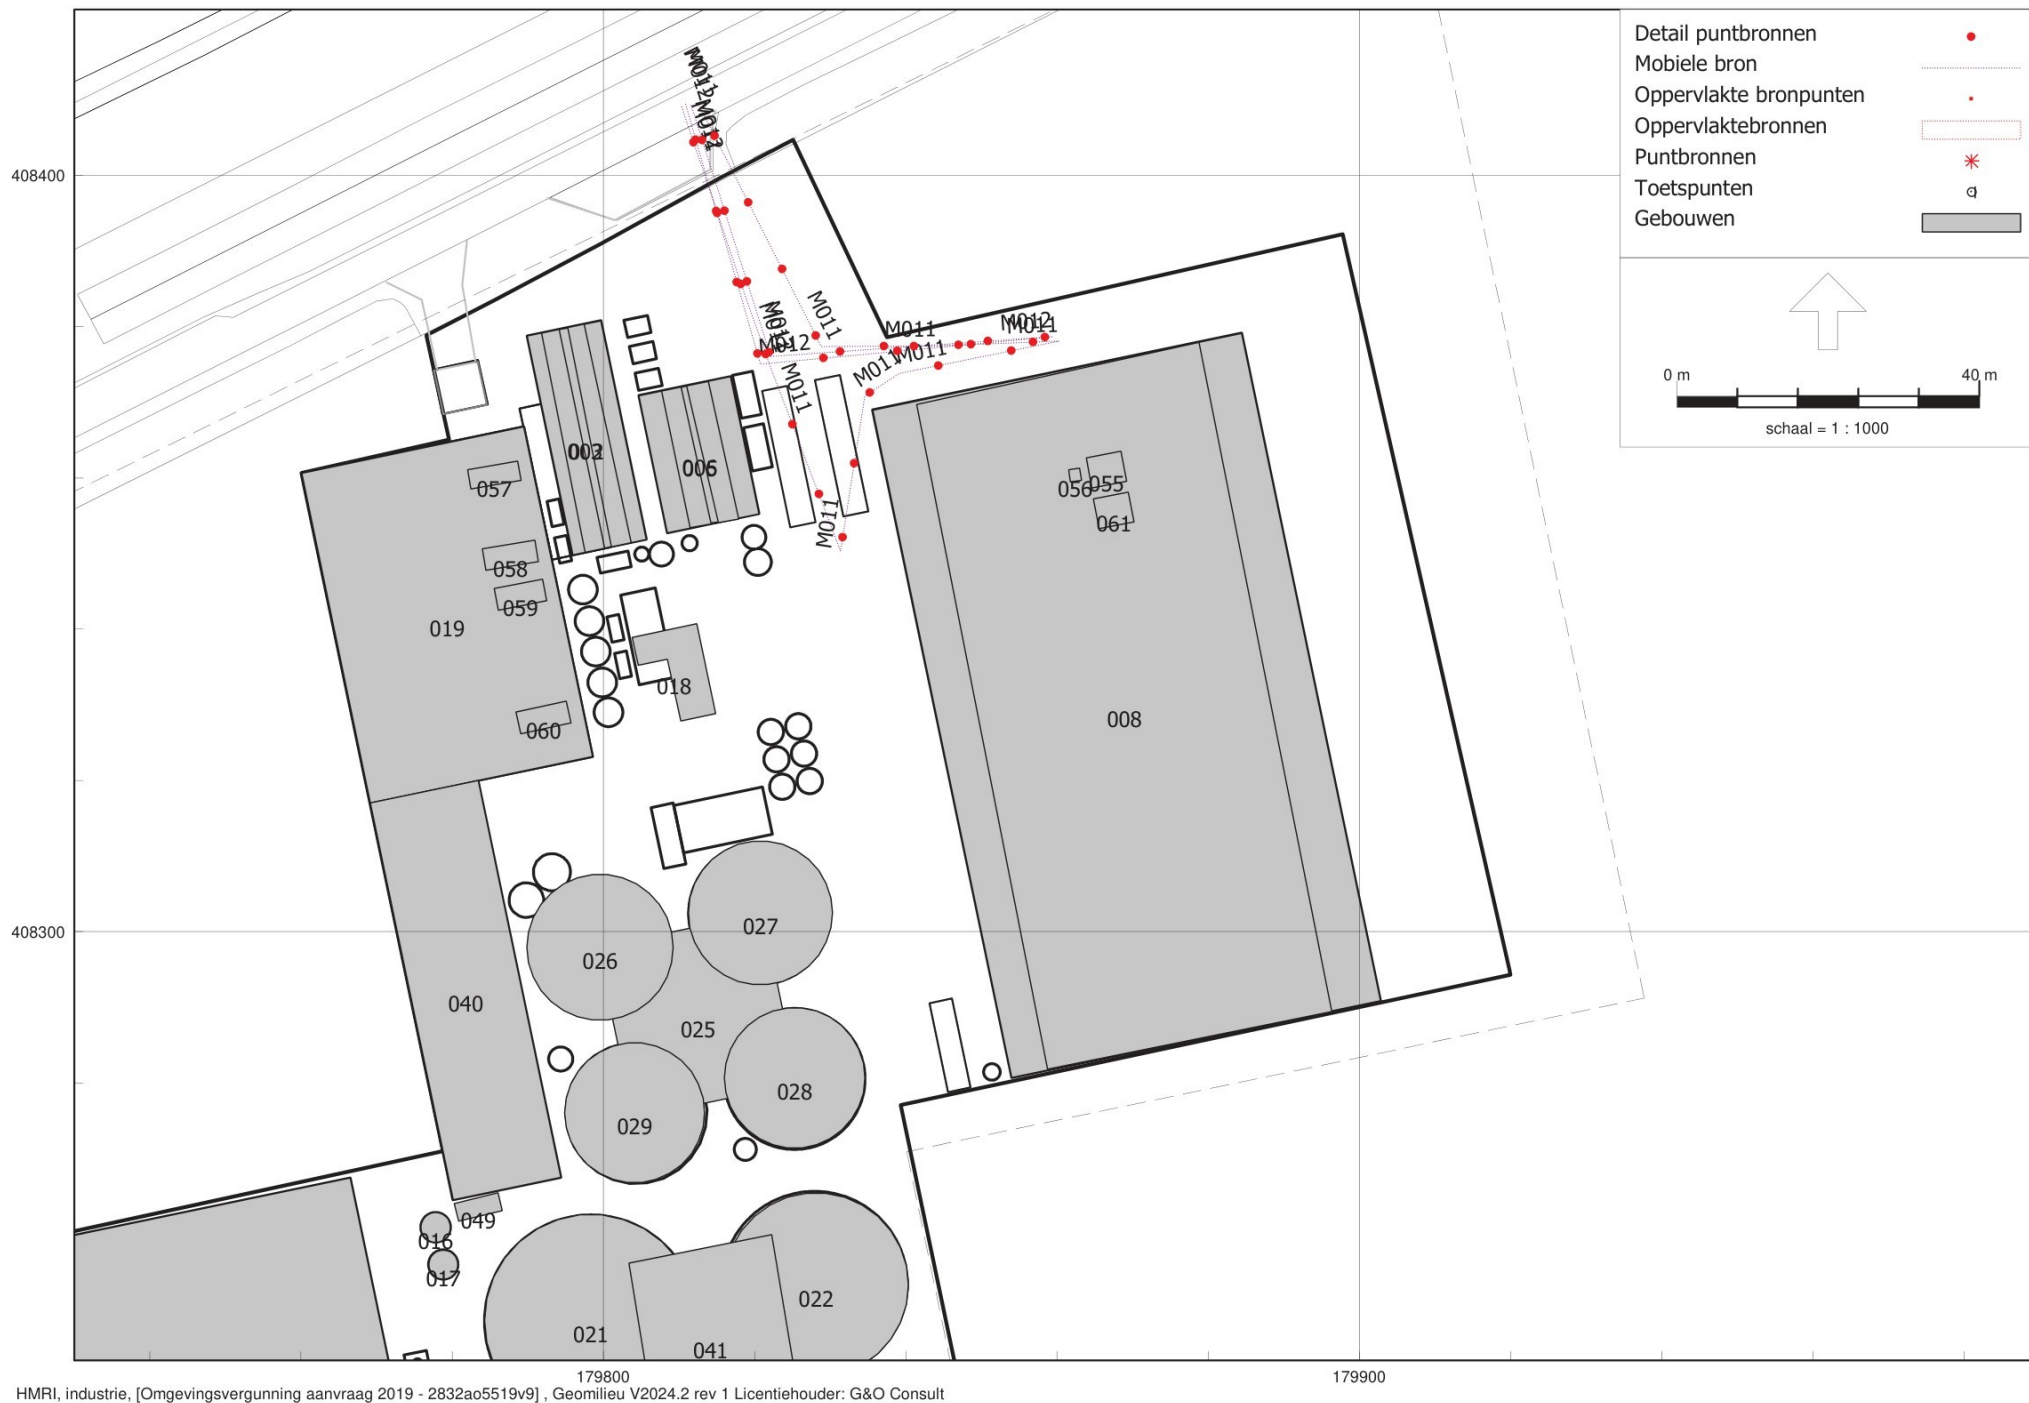 Detail puntbronnen
Mobiele bron
Oppervlakte bronpunten
Oppervlaktebronnen
Puntbronnen
Toetspunten
Gebouwen
0 m 40 m
schaal = 1 : 1000
408400
M011
M011
M012
M011
M012
M011
M011
M011
M011
M011
057
055
056
061
058
059
019
018
060
008
408300
027
026
040
025
028
029
049
016
017
022
021
041
179800
179900
HMRI, industrie, [Omgevingsvergunning aanvraag 2019 - 2832ao5519v9] , Geomilieu V2024.2 rev 1 Licentiehouder: G&O Consult